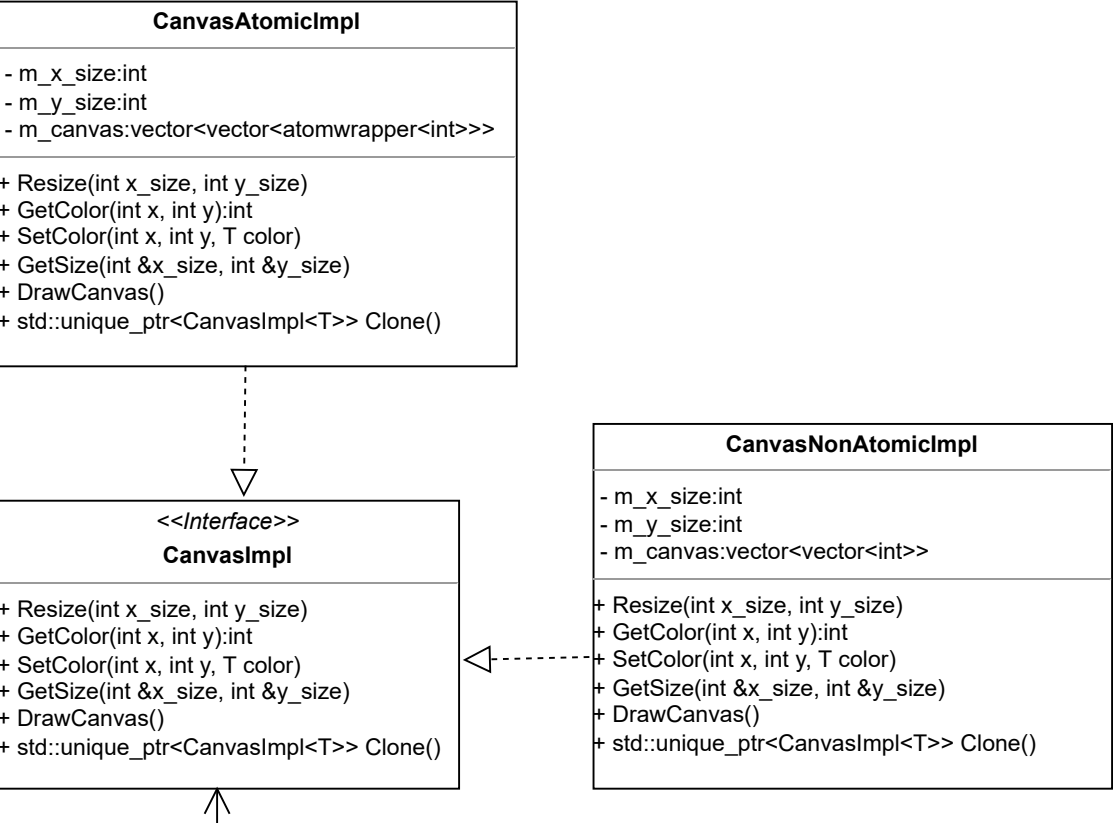 CanvasAtomicImpl
- m_x_size:int
- m_y_size:int
- m_canvas:vector<vector<atomwrapper<int>>>
+ Resize(int x_size, int y_size)
+ GetColor(int x, int y):int
+ SetColor(int x, int y, T color)
+ GetSize(int &x_size, int &y_size)
+ DrawCanvas()
+ std::unique_ptr<CanvasImpl<T>> Clone()
<<Interface>>
CanvasImpl
+ Resize(int x_size, int y_size)
+ GetColor(int x, int y):int
+ SetColor(int x, int y, T color)
+ GetSize(int &x_size, int &y_size)
+ DrawCanvas()
+ std::unique_ptr<CanvasImpl<T>> Clone()
CanvasNonAtomicImpl
- m_x_size:int
- m_y_size:int
- m_canvas:vector<vector<int>>
+ Resize(int x_size, int y_size)
+ GetColor(int x, int y):int
+ SetColor(int x, int y, T color)
+ GetSize(int &x_size, int &y_size)
+ DrawCanvas()
+ std::unique_ptr<CanvasImpl<T>> Clone()